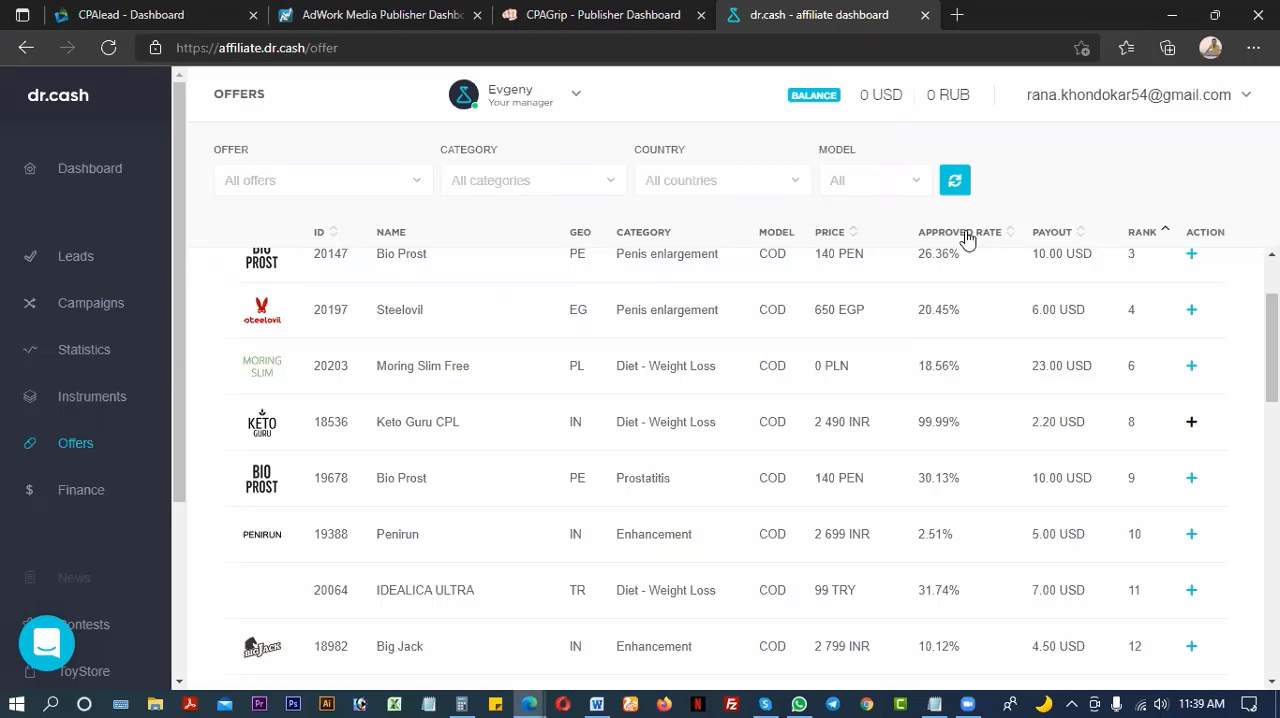 CPAlead - Dashboard
AdWork Media Publisher Dashbo
CPAGrip - Publisher Dashboard
dr.cash - affiliate dashboard
https://affiliate.dr.cash/offer
dr.cash
OFFERS
Evgeny
Your manager
BALANCE 0 USD 0 RUB
rana.khondokar54@gmail.com
Dashboard
Leads
Campaigns
Statistics
Instruments
Offers
Finance
News
Contests
ToyStore
OFFER CATEGORY COUNTRY MODEL
All offers All categories All countries All
ID NAME GEO CATEGORY MODEL PRICE APPROVED RATE PAYOUT RANK ACTION
BIO PROST 20147 Bio Prost PE Penis enlargement COD 140 PEN 26.36% 10.00 USD 3 +
steelovil 20197 Steelovil EG Penis enlargement COD 650 EGP 20.45% 6.00 USD 4 +
MORING SLIM 20203 Moring Slim Free PL Diet - Weight Loss COD 0 PLN 18.56% 23.00 USD 6 +
KETO GURU 18536 Keto Guru CPL IN Diet - Weight Loss COD 2 490 INR 99.99% 2.20 USD 8 +
BIO PROST 19678 Bio Prost PE Prostatitis COD 140 PEN 30.13% 10.00 USD 9 +
PENIRUN 19388 Penirun IN Enhancement COD 2 699 INR 2.51% 5.00 USD 10 +
20064 IDEALICA ULTRA TR Diet - Weight Loss COD 99 TRY 31.74% 7.00 USD 11 +
BIG JACK 18982 Big Jack IN Enhancement COD 2 799 INR 10.12% 4.50 USD 12 +
11:39 AM